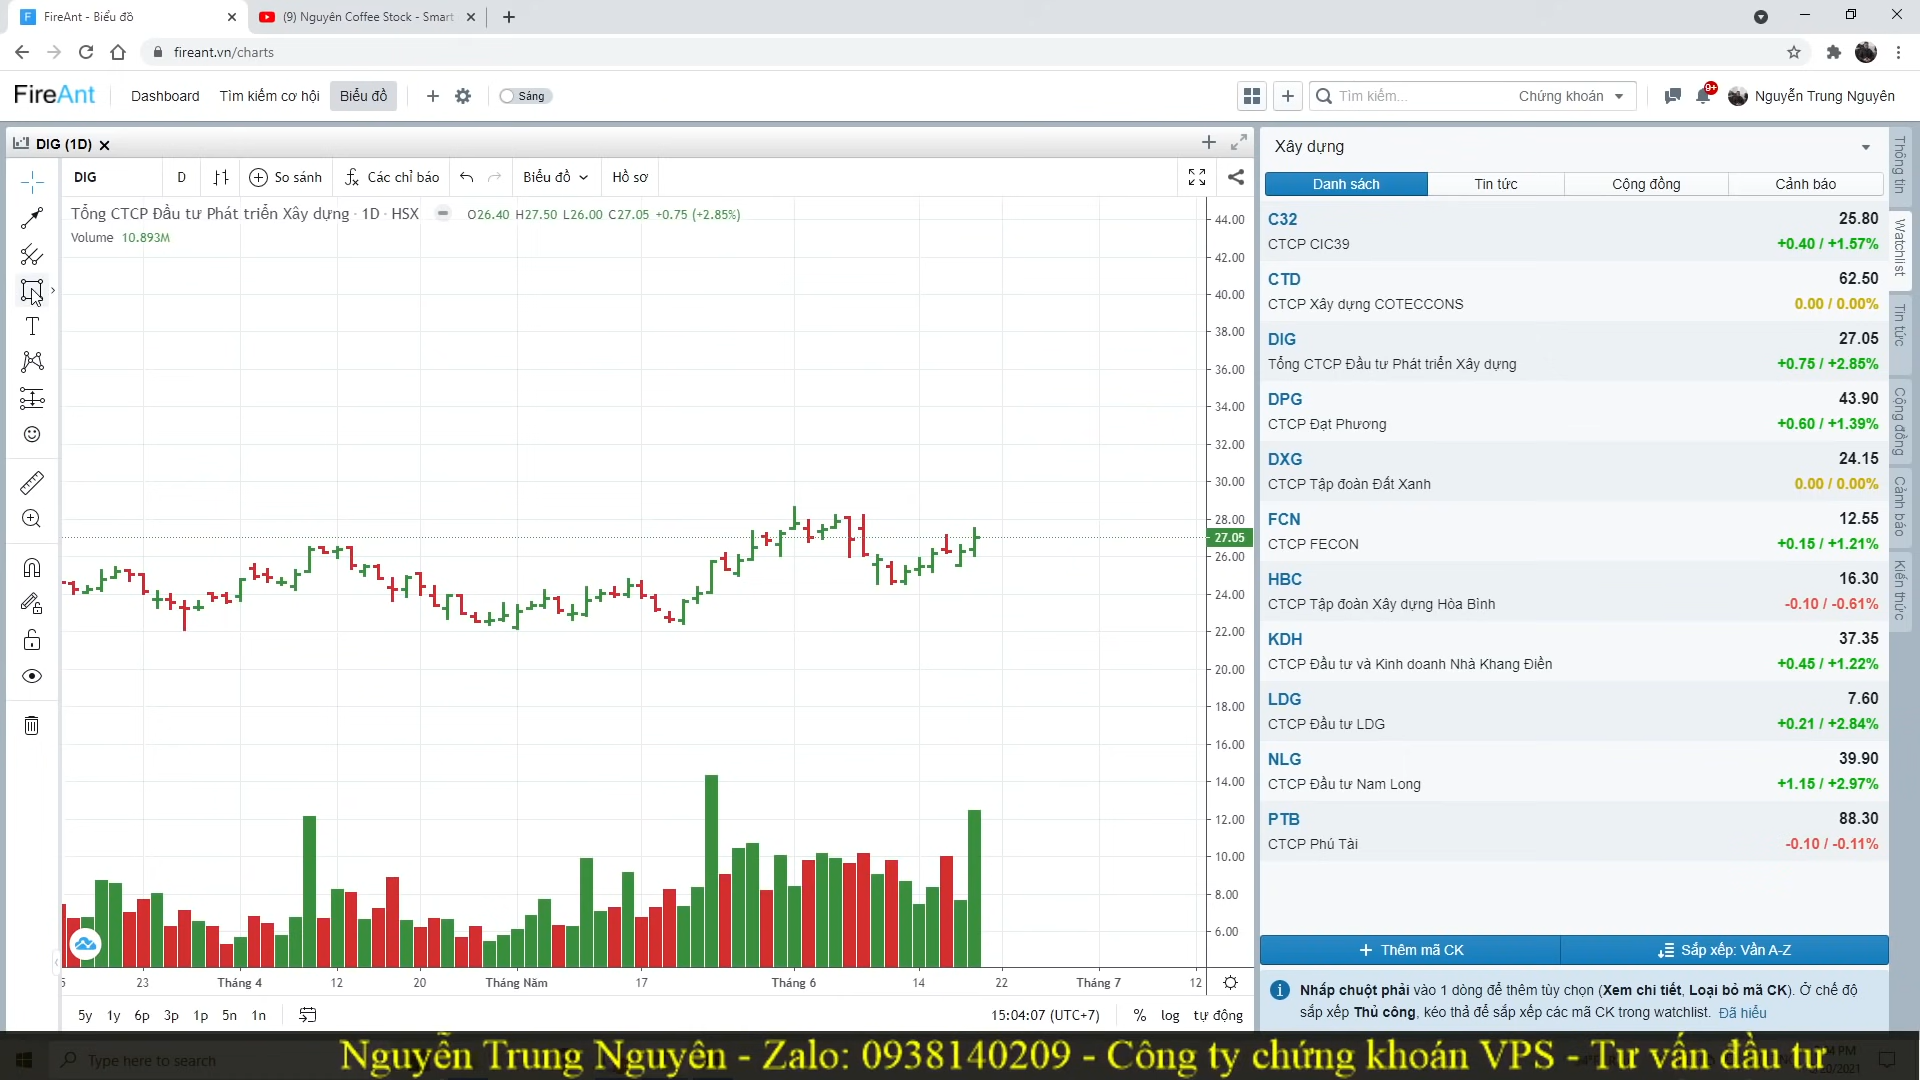 FireAnt - Biểu đồ
(9) Nguyên Coffee Stock - Smart
fireant.vn/charts
FireAnt
Dashboard
Tìm kiếm cơ hội
Biểu đồ
Sáng
Tìm kiếm...
Chứng khoán
9+
Nguyễn Trung Nguyên
DIG (1D)
DIG
D
So sánh
Các chỉ báo
Biểu đồ
Hồ sơ
Tổng CTCP Đầu tư Phát triển Xây dựng · 1D · HSX
O26.40 H27.50 L26.00 C27.05 +0.75 (+2.85%)
Volume 10.893M
44.00
42.00
40.00
38.00
36.00
34.00
32.00
30.00
28.00
27.05
26.00
24.00
22.00
20.00
18.00
16.00
14.00
12.00
10.00
8.00
6.00
23
Tháng 4
12
20
Tháng Năm
17
Tháng 6
14
22
Tháng 7
12
5y 1y 6p 3p 1p 5n 1n
15:04:07 (UTC+7)
% log tự động
Xây dựng
Danh sách
Tin tức
Cộng đồng
Cảnh báo
C32 25.80
CTCP CIC39 +0.40 / +1.57%
CTD 62.50
CTCP Xây dựng COTECCONS 0.00 / 0.00%
DIG 27.05
Tổng CTCP Đầu tư Phát triển Xây dựng +0.75 / +2.85%
DPG 43.90
CTCP Đạt Phương +0.60 / +1.39%
DXG 24.15
CTCP Tập đoàn Đất Xanh 0.00 / 0.00%
FCN 12.55
CTCP FECON +0.15 / +1.21%
HBC 16.30
CTCP Tập đoàn Xây dựng Hòa Bình -0.10 / -0.61%
KDH 37.35
CTCP Đầu tư và Kinh doanh Nhà Khang Điền +0.45 / +1.22%
LDG 7.60
CTCP Đầu tư LDG +0.21 / +2.84%
NLG 39.90
CTCP Đầu tư Nam Long +1.15 / +2.97%
PTB 88.30
CTCP Phú Tài -0.10 / -0.11%
Thêm mã CK
Sắp xếp: Vần A-Z
Nhấp chuột phải vào 1 dòng để thêm tùy chọn (Xem chi tiết, Loại bỏ mã CK). Ở chế độ
sắp xếp Thủ công, kéo thả để sắp xếp các mã CK trong watchlist. Đã hiểu
Thông tin
Watchlist
Tin tức
Cộng đồng
Cảnh báo
Kiến thức
Type here to search
Nguyễn Trung Nguyên - Zalo: 0938140209 - Công ty chứng khoán VPS - Tư vấn đầu tư